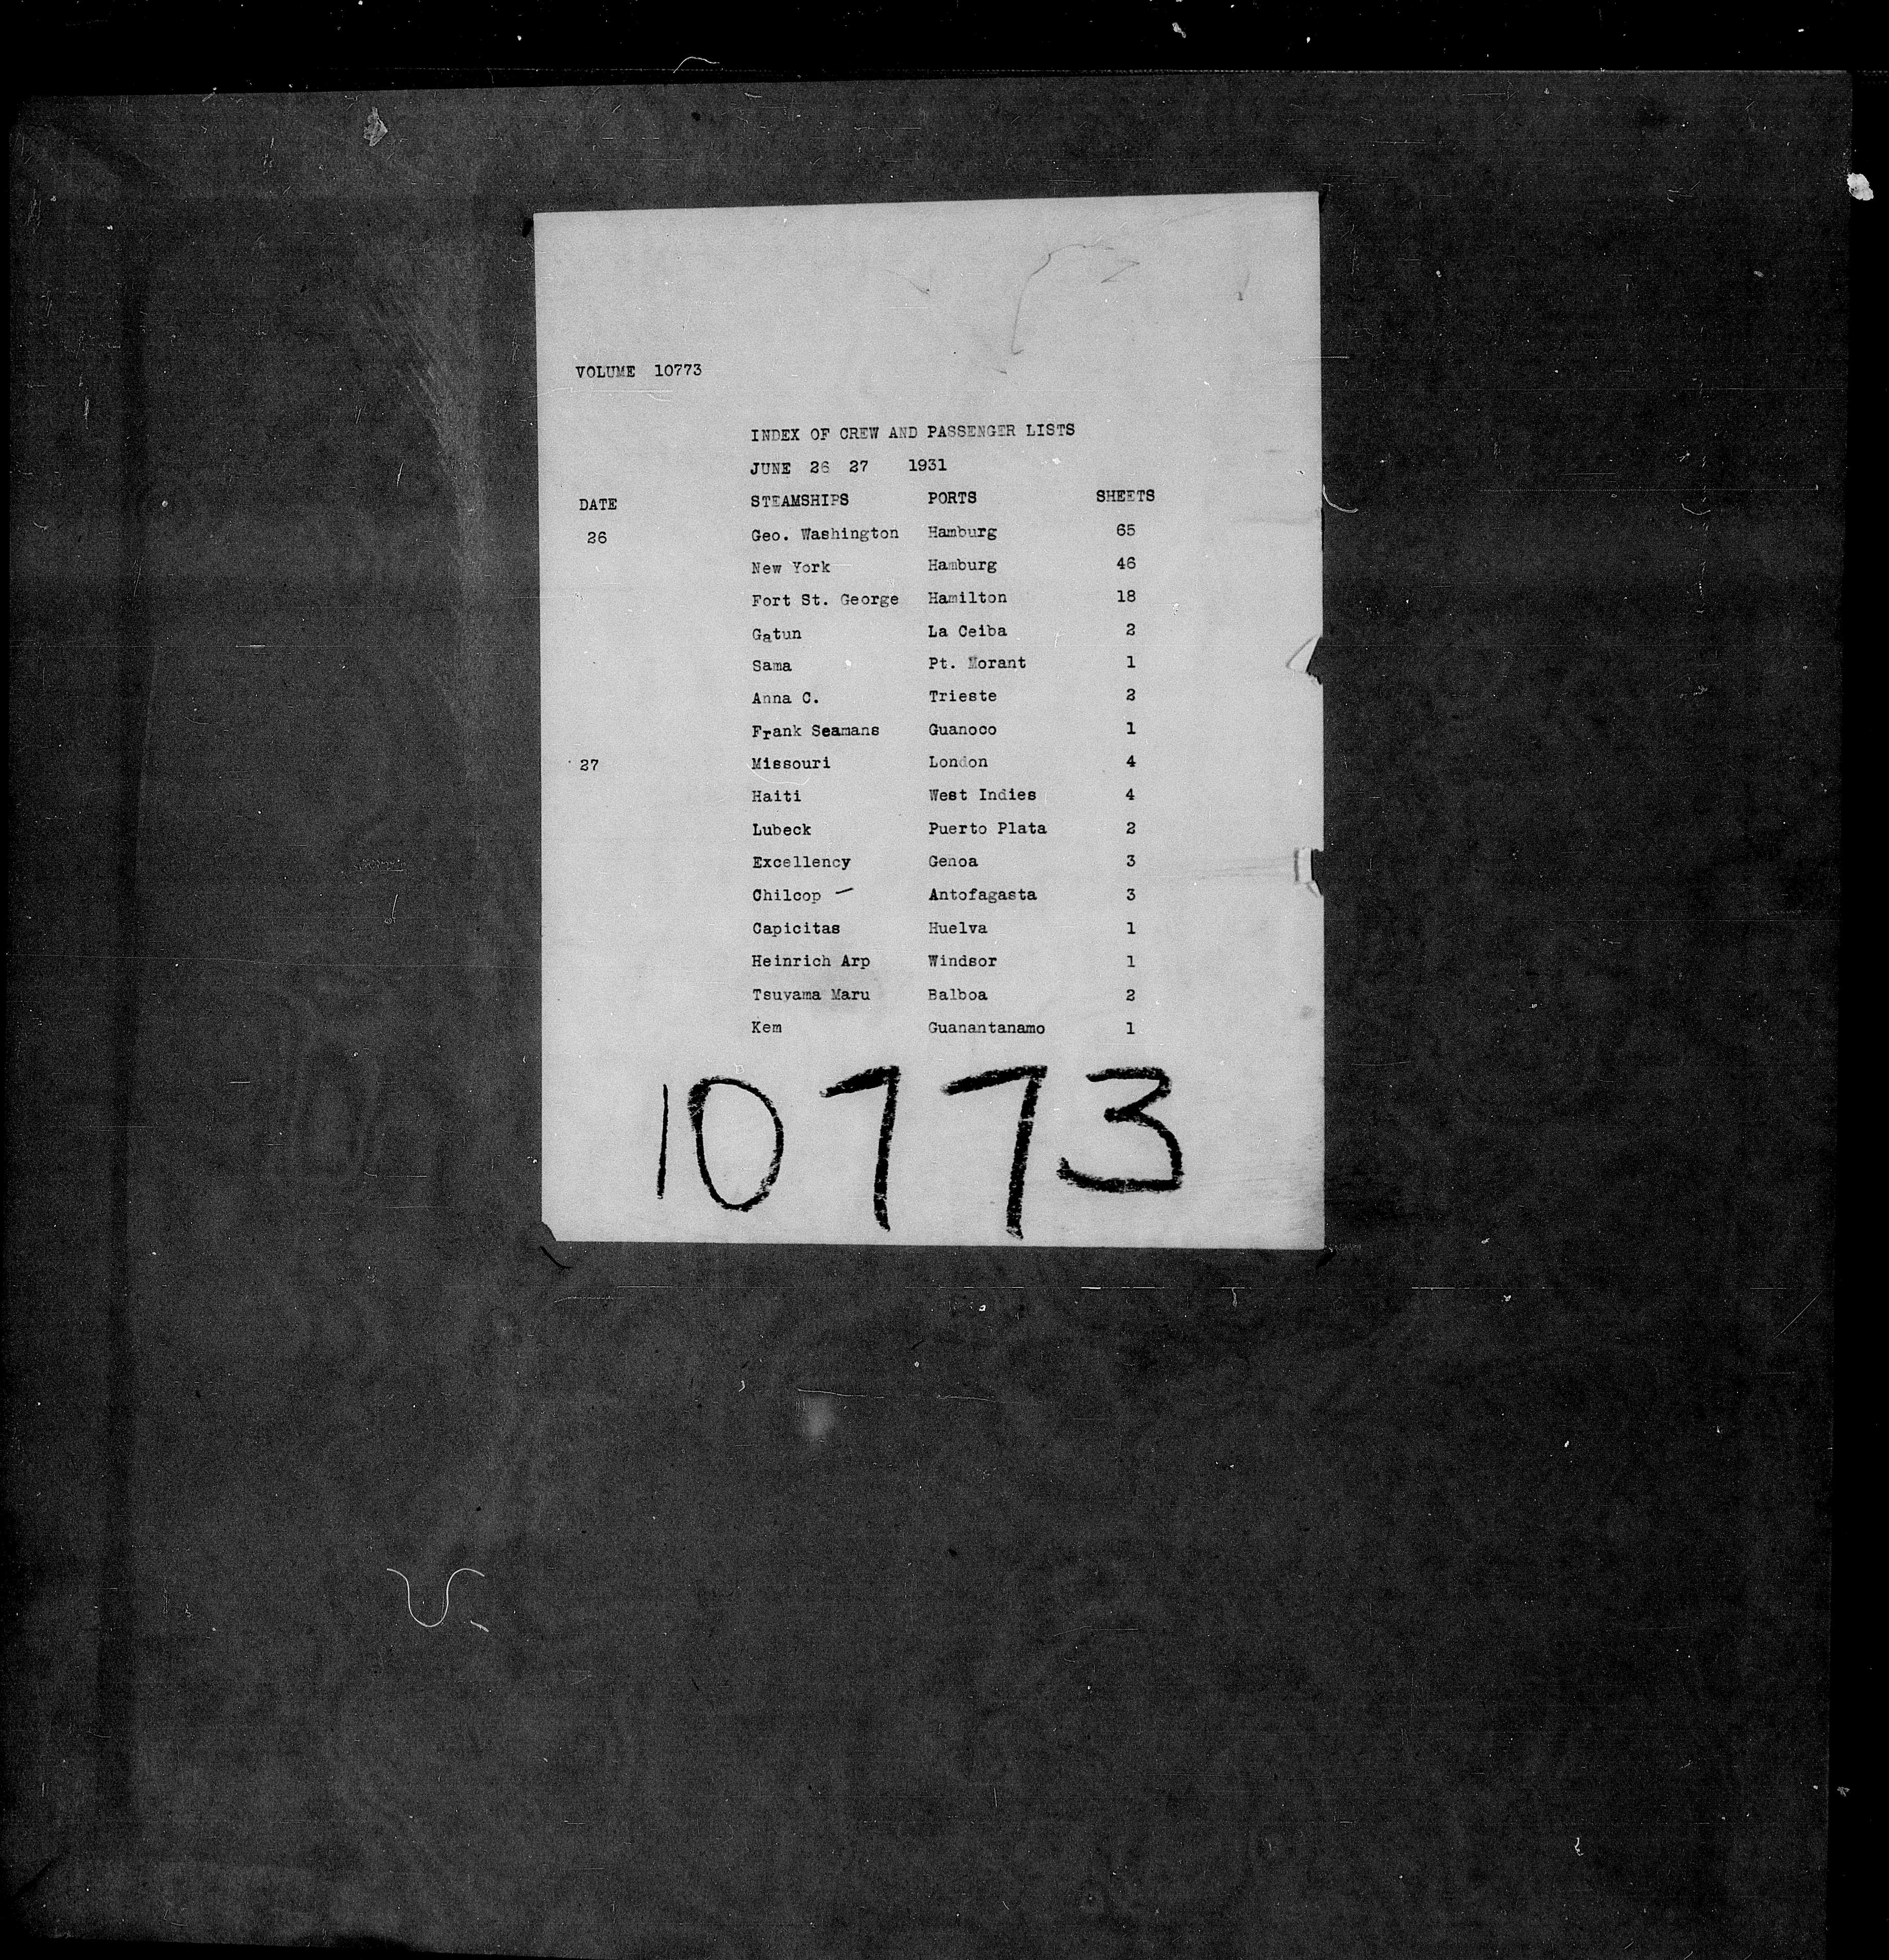 VOLUME 10773
INDEX OF CREW AND PASSENGER LISTS
JUNE 26 27 1931
DATE STEAMSHIPS PORTS SHEETS
26 Geo. Washington Hamburg 65
New York Hamburg 46
Fort St. George Hamilton 18
Gatun La Ceiba 2
Sama Pt. Morant 1
Anna C. Trieste 2
Frank Seamans Guanoco 1
27 Missouri London 4
Haiti West Indies 4
Lubeck Puerto Plata 2
Excellency Genoa 3
Chilcop — Antofagasta 3
Capicitas Huelva 1
Heinrich Arp Windsor 1
Tsuyama Maru Balboa 2
Kem Guanantanamo 1
10773